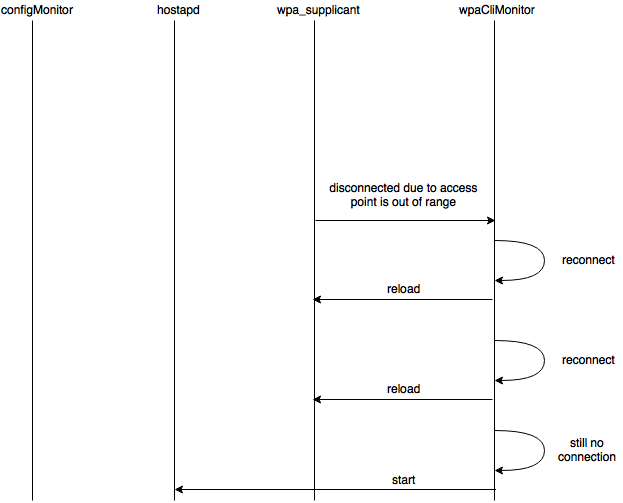 configMonitor
hostapd
wpa_supplicant
wpaCliMonitor
disconnected due to access
point is out of range
reconnect
reload
reconnect
reload
still no
connection
start